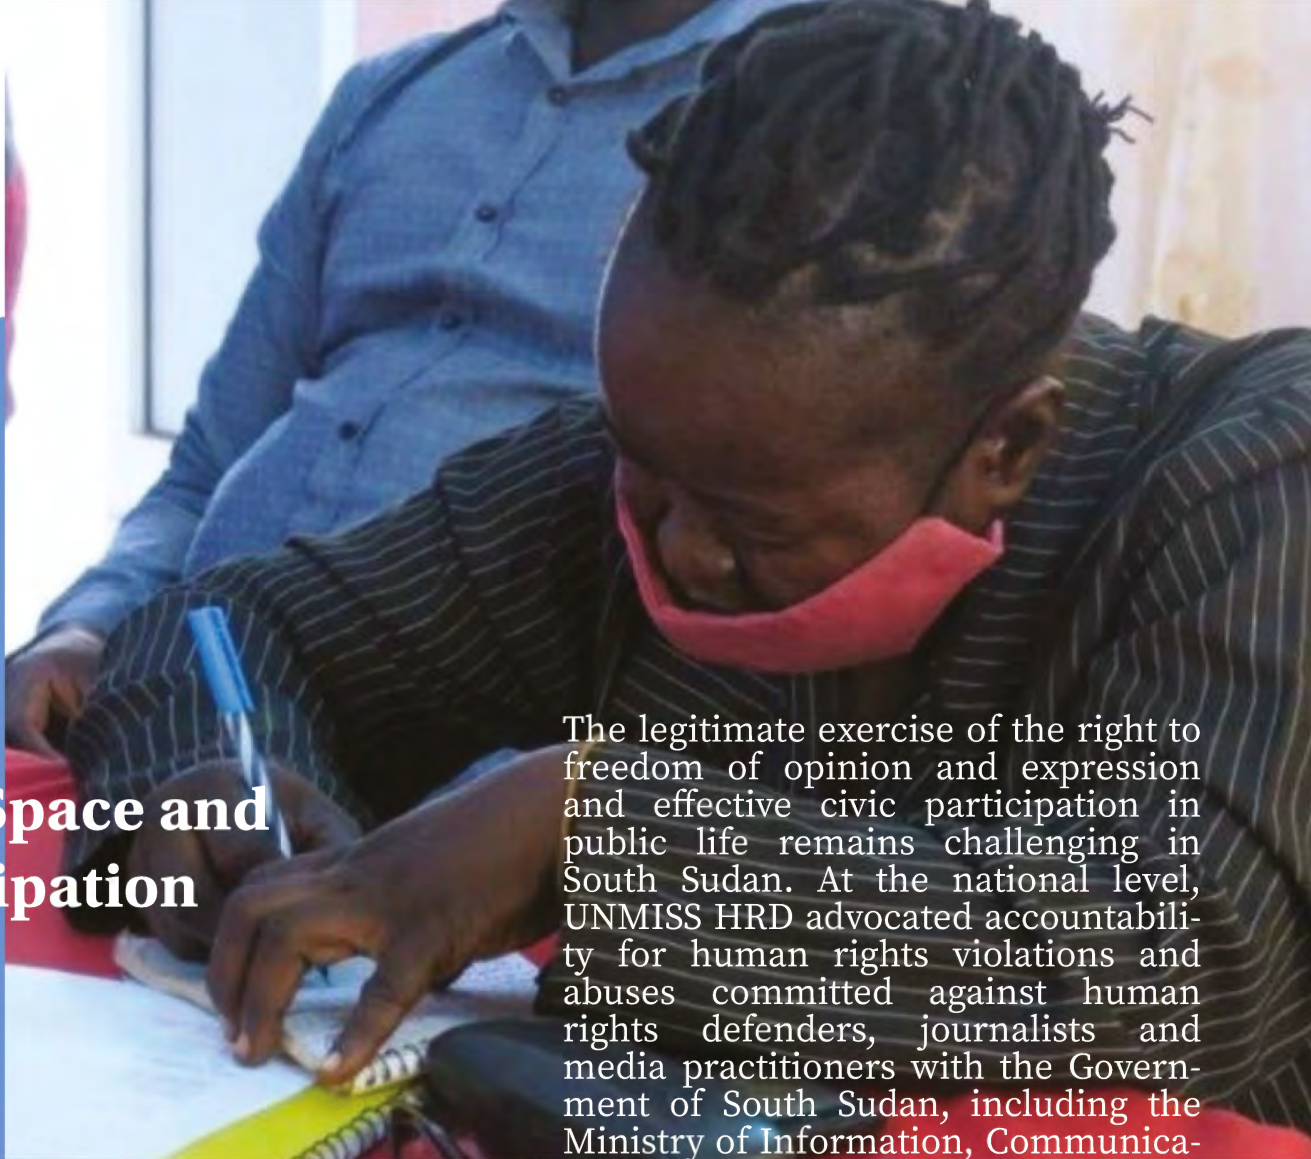 Space and
ipation
The legitimate exercise of the right to
freedom of opinion and expression
and effective civic participation in
public life remains challenging in
South Sudan. At the national level,
UNMISS HRD advocated accountabili-
ty for human rights violations and
abuses committed against human
rights defenders, journalists and
media practitioners with the Govern-
ment of South Sudan, including the
Ministry of Information, Communica-